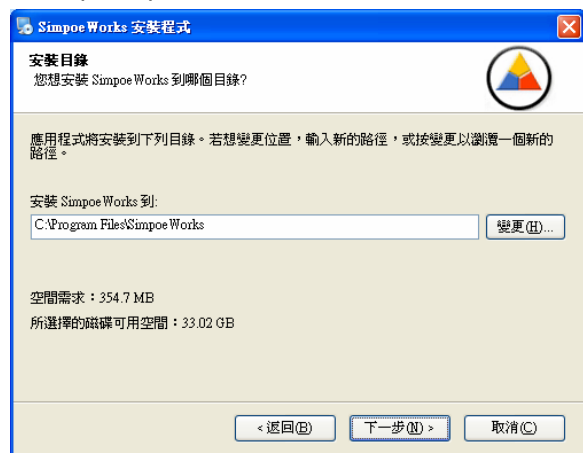 SimpoeWorks 安裝程式
安裝目錄
您想安裝 SimpoeWorks 到哪個目錄?
應用程式將安裝到下列目錄。若想變更位置，輸入新的路徑，或按變更以瀏覽一個新的
路徑。
安裝 SimpoeWorks 到:
C:\Program Files\SimpoeWorks
變更(H)...
空間需求：354.7 MB
所選擇的磁碟可用空間：33.02 GB
<返回(B)
下一步(N) >
取消(C)